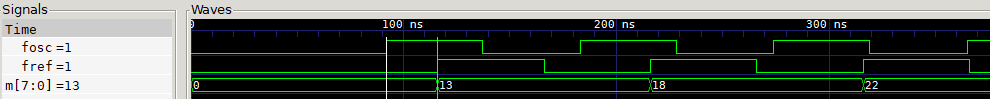 Signals Waves
Time 0 100 ns 200 ns 300 ns
fosc =1
fref =1
m[7:0] =13 0 13 18 22